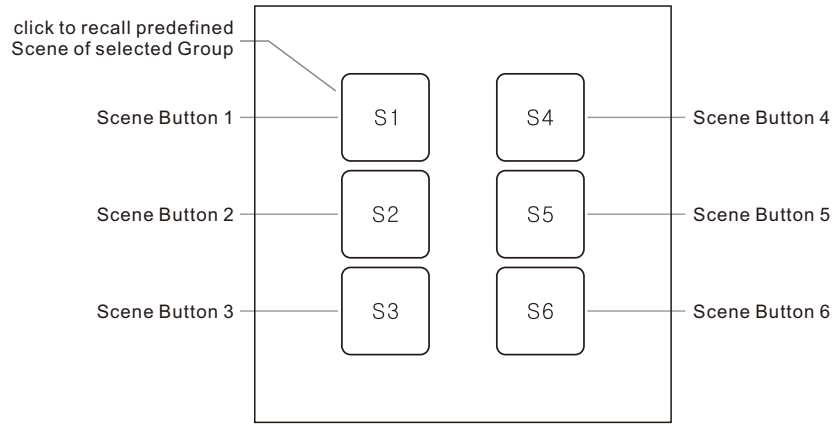 click to recall predefined
Scene of selected Group
Scene Button 1
S1
S4
Scene Button 4
Scene Button 2
S2
S5
Scene Button 5
Scene Button 3
S3
S6
Scene Button 6